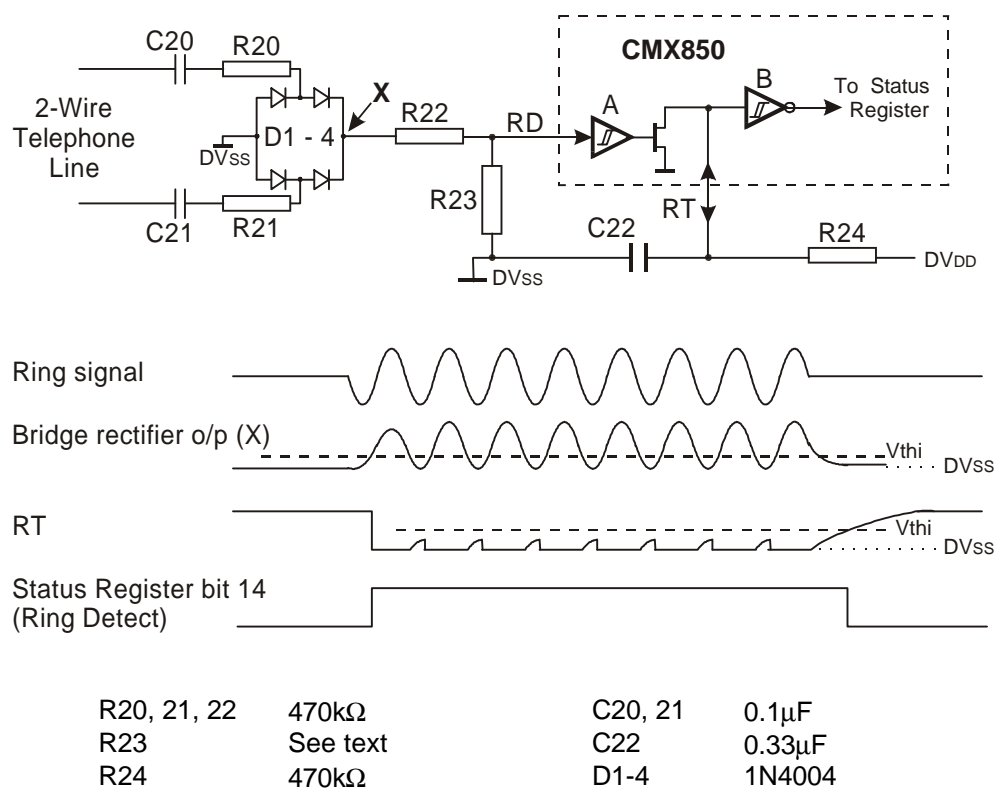 C20
R20
CMX850
X
B
A
To Status
Register
2-Wire
Telephone
Line
D1 - 4
R22
RD
DVSS
R23
RT
C21
R21
C22
R24
DVDD
DVSS
Ring signal
Bridge rectifier o/p (X)
Vthi
DVSS
RT
Vthi
DVSS
Status Register bit 14
(Ring Detect)
R20, 21, 22 470kΩ C20, 21 0.1µF
R23 See text C22 0.33µF
R24 470kΩ D1-4 1N4004